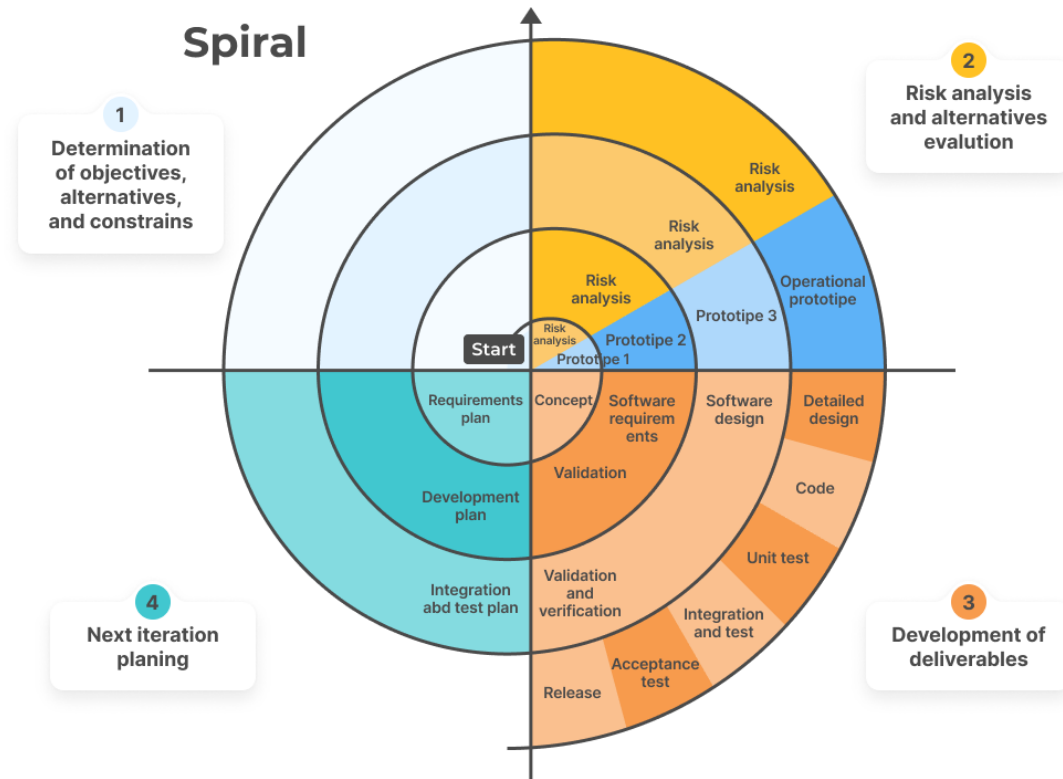 Spiral
1
Determination
of objectives,
alternatives,
and constrains
2
Risk analysis
and alternatives
evalution
Risk
analysis
Risk
analysis
Risk
analysis
Risk
analysis
Operational
prototipe
Prototipe 3
Prototipe 2
Prototipe 1
Start
Requirements
plan
Concept
Software
requirem
ents
Software
design
Detailed
design
Validation
Code
Development
plan
Unit test
Integration
abd test plan
Validation
and
verification
Integration
and test
Acceptance
test
Release
4
Next iteration
planing
3
Development of
deliverables